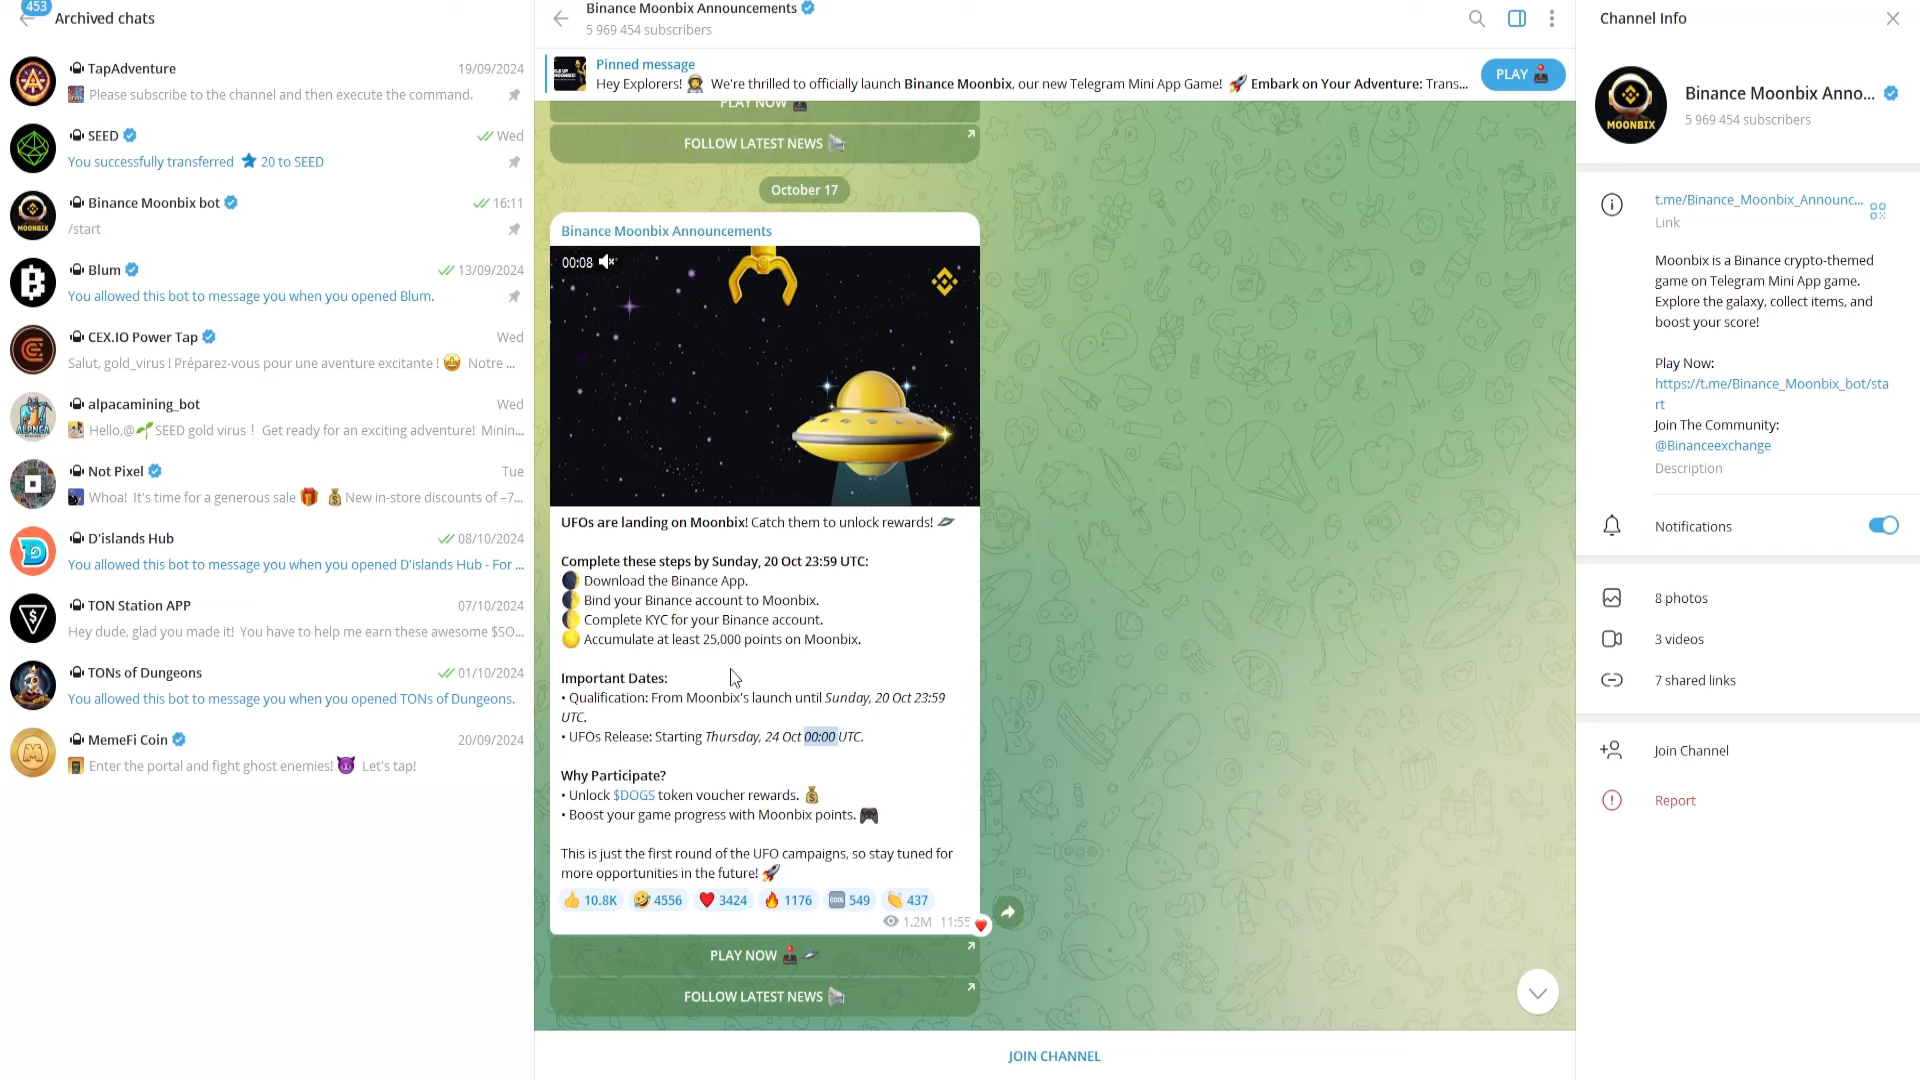 453
Archived chats
TapAdventure 19/09/2024
Please subscribe to the channel and then execute the command.
SEED Wed
You successfully transferred 20 to SEED
Binance Moonbix bot 16:11
/start
Blum 13/09/2024
You allowed this bot to message you when you opened Blum.
CEX.IO Power Tap Wed
Salut, gold_virus ! Préparez-vous pour une aventure excitante ! 🤩 Notre ...
alpacamining_bot Wed
Hello,@🌱SEED gold virus ! Get ready for an exciting adventure! Minin...
Not Pixel Tue
Whoa! It's time for a generous sale 🎁 💰New in-store discounts of –7...
D'islands Hub 08/10/2024
You allowed this bot to message you when you opened D'islands Hub - For ...
TON Station APP 07/10/2024
Hey dude, glad you made it! You have to help me earn these awesome $SO...
TONs of Dungeons 01/10/2024
You allowed this bot to message you when you opened TONs of Dungeons.
MemeFi Coin 20/09/2024
Enter the portal and fight ghost enemies! 😈 Let's tap!
Binance Moonbix Announcements
5 969 454 subscribers
Pinned message
Hey Explorers! 🧑‍🚀 We're thrilled to officially launch Binance Moonbix, our new Telegram Mini App Game! 🚀 Embark on Your Adventure: Trans...
PLAY 🕹️
PLAY NOW 🕹️
FOLLOW LATEST NEWS 📢
October 17
Binance Moonbix Announcements
00:08
UFOs are landing on Moonbix! Catch them to unlock rewards! 🛸
Complete these steps by Sunday, 20 Oct 23:59 UTC:
🌒 Download the Binance App.
🌓 Bind your Binance account to Moonbix.
🌔 Complete KYC for your Binance account.
🌕 Accumulate at least 25,000 points on Moonbix.
Important Dates:
• Qualification: From Moonbix's launch until Sunday, 20 Oct 23:59
UTC.
• UFOs Release: Starting Thursday, 24 Oct 00:00 UTC.
Why Participate?
• Unlock $DOGS token voucher rewards. 💰
• Boost your game progress with Moonbix points. 🎮
This is just the first round of the UFO campaigns, so stay tuned for
more opportunities in the future! 🚀
👍 10.8K 🤣 4556 ❤️ 3424 🔥 1176 🆒 549 👏 437
1.2M 11:55
PLAY NOW 🕹️ 🛸
FOLLOW LATEST NEWS 📢
JOIN CHANNEL
Channel Info
MOONBIX
Binance Moonbix Anno...
5 969 454 subscribers
t.me/Binance_Moonbix_Announc...
Link
Moonbix is a Binance crypto-themed
game on Telegram Mini App game.
Explore the galaxy, collect items, and
boost your score!
Play Now:
https://t.me/Binance_Moonbix_bot/sta
rt
Join The Community:
@Binanceexchange
Description
Notifications
8 photos
3 videos
7 shared links
Join Channel
Report